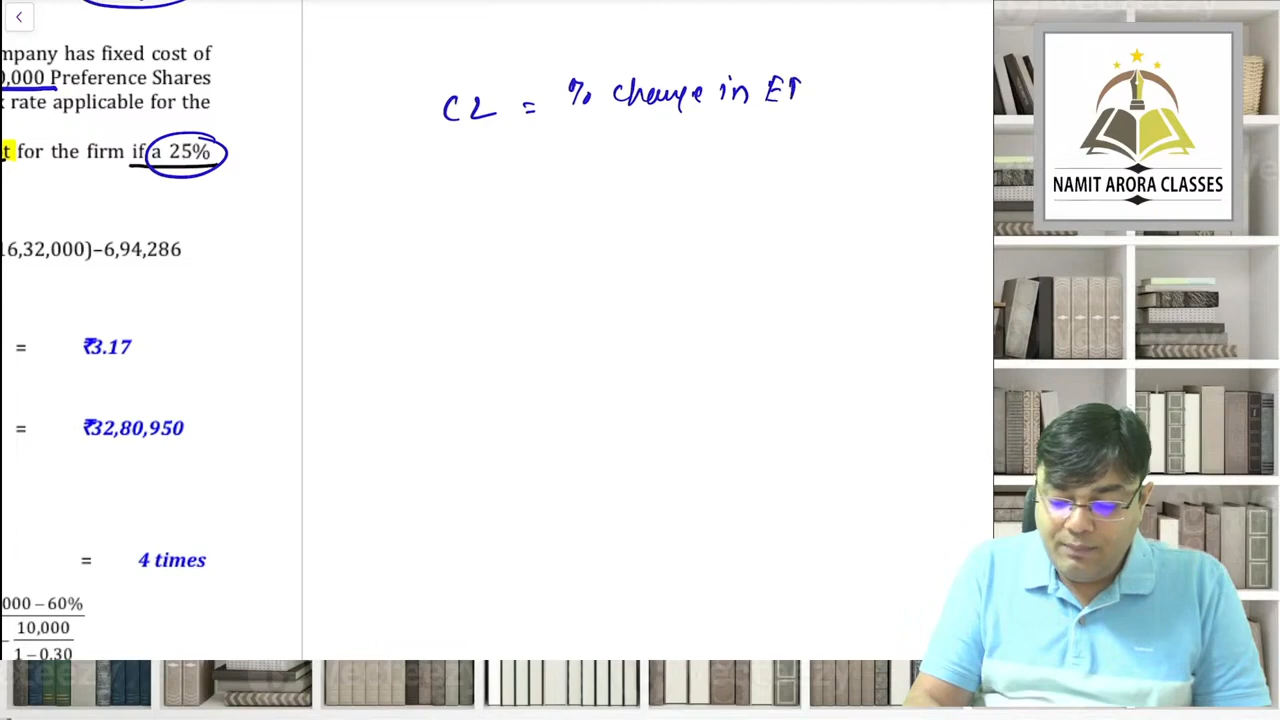 mpany has fixed cost of
0,000 Preference Shares
rate applicable for the
t for the firm if a 25%
CL = % change in EP
16,32,000)–6,94,286
= ₹3.17
= ₹32,80,950
= 4 times
000 – 60%
10,000
1 – 0.30
NAMIT ARORA CLASSES